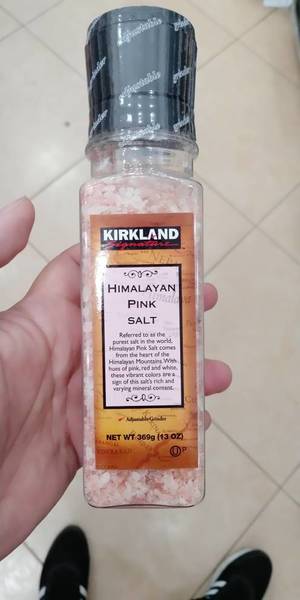 adjustable
adjustable
KIRKLAND
Signature
HIMALAYAN
PINK
SALT
Referred to as the
purest salt in the world,
Himalayan Pink Salt comes
from the heart of the
Himalayan Mountains. With
hues of pink, red and white,
these vibrant colors are a
sign of this salt's rich and
varying mineral content.
Adjustable Grinder
NET WT 369g (13 OZ)
U P